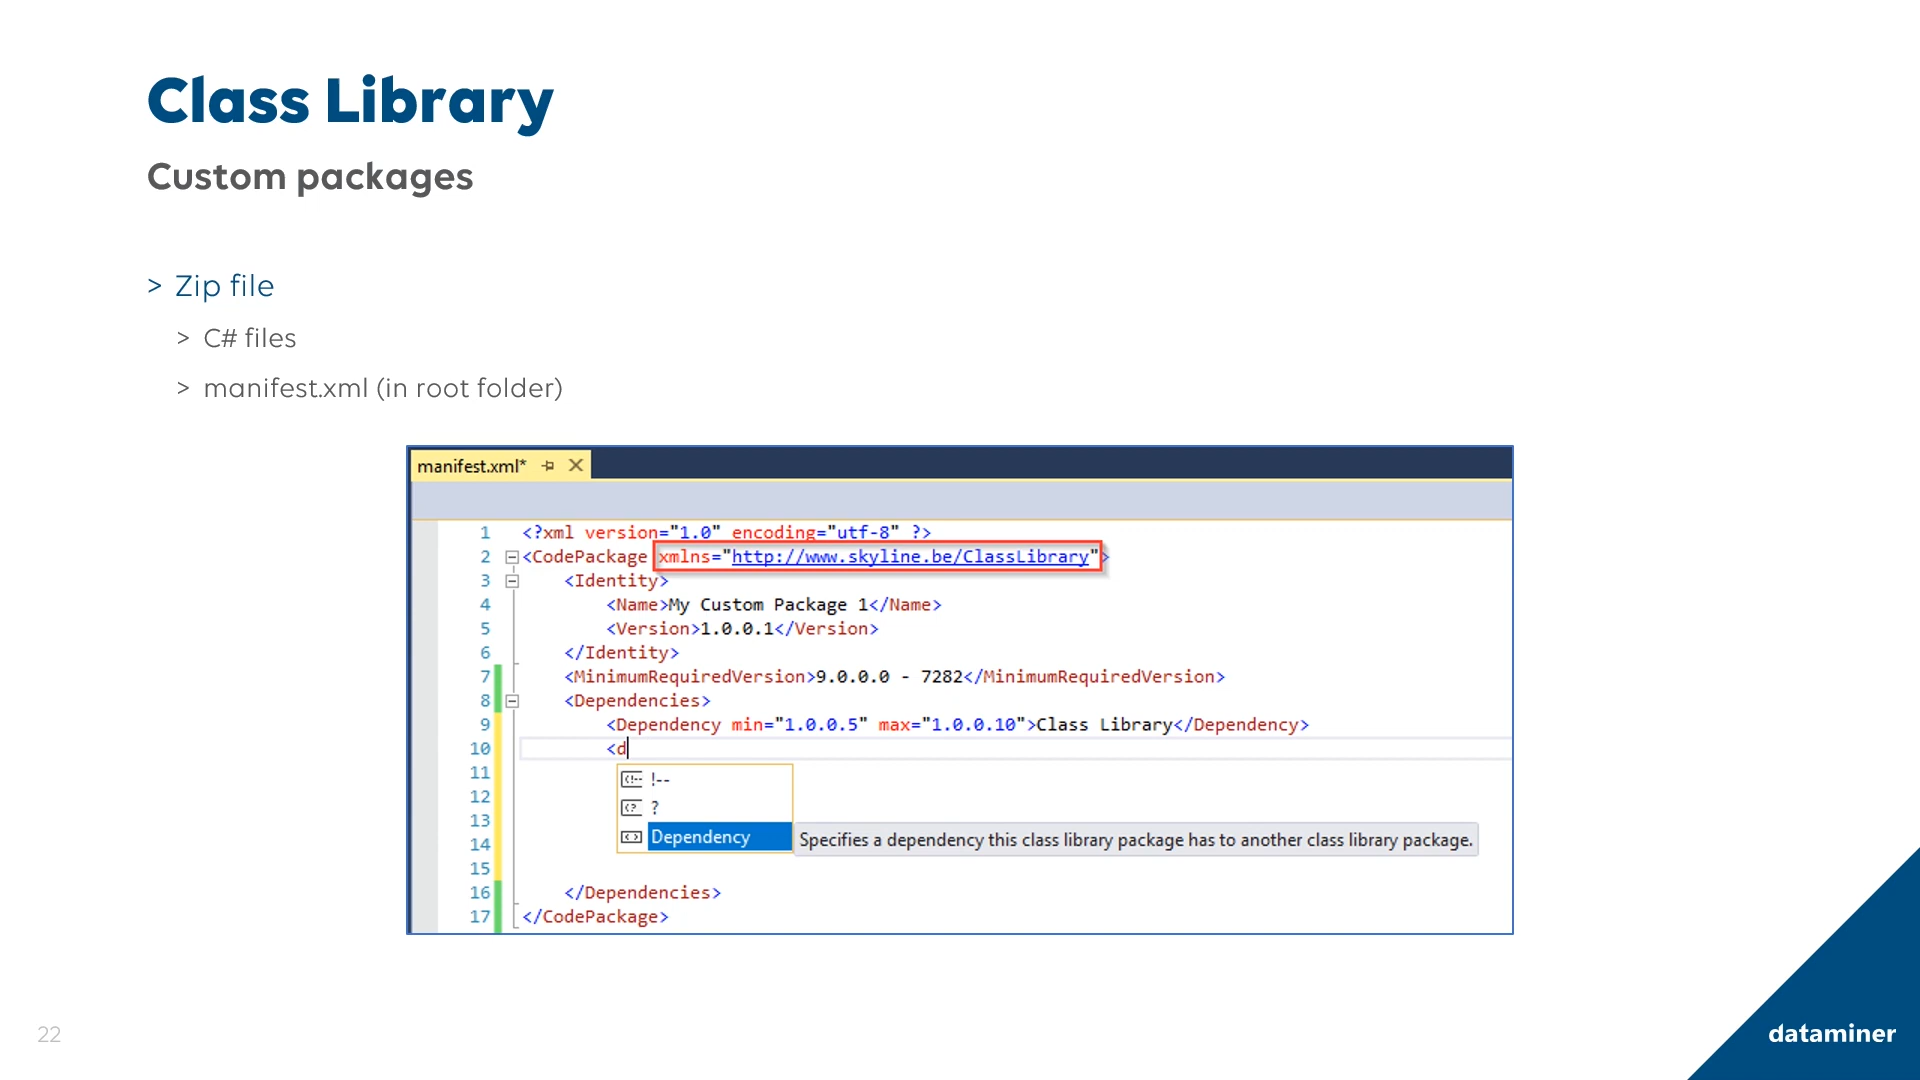 Class Library
Custom packages
> Zip file
> C# files
> manifest.xml (in root folder)
manifest.xml*
1 <?xml version="1.0" encoding="utf-8" ?>
2 <CodePackage xmlns="http://www.skyline.be/ClassLibrary">
3 <Identity>
4 <Name>My Custom Package 1</Name>
5 <Version>1.0.0.1</Version>
6 </Identity>
7 <MinimumRequiredVersion>9.0.0.0 - 7282</MinimumRequiredVersion>
8 <Dependencies>
9 <Dependency min="1.0.0.5" max="1.0.0.10">Class Library</Dependency>
10 <d
11 !--
12 ?
13 Dependency Specifies a dependency this class library package has to another class library package.
14
15
16 </Dependencies>
17 </CodePackage>
22
dataminer